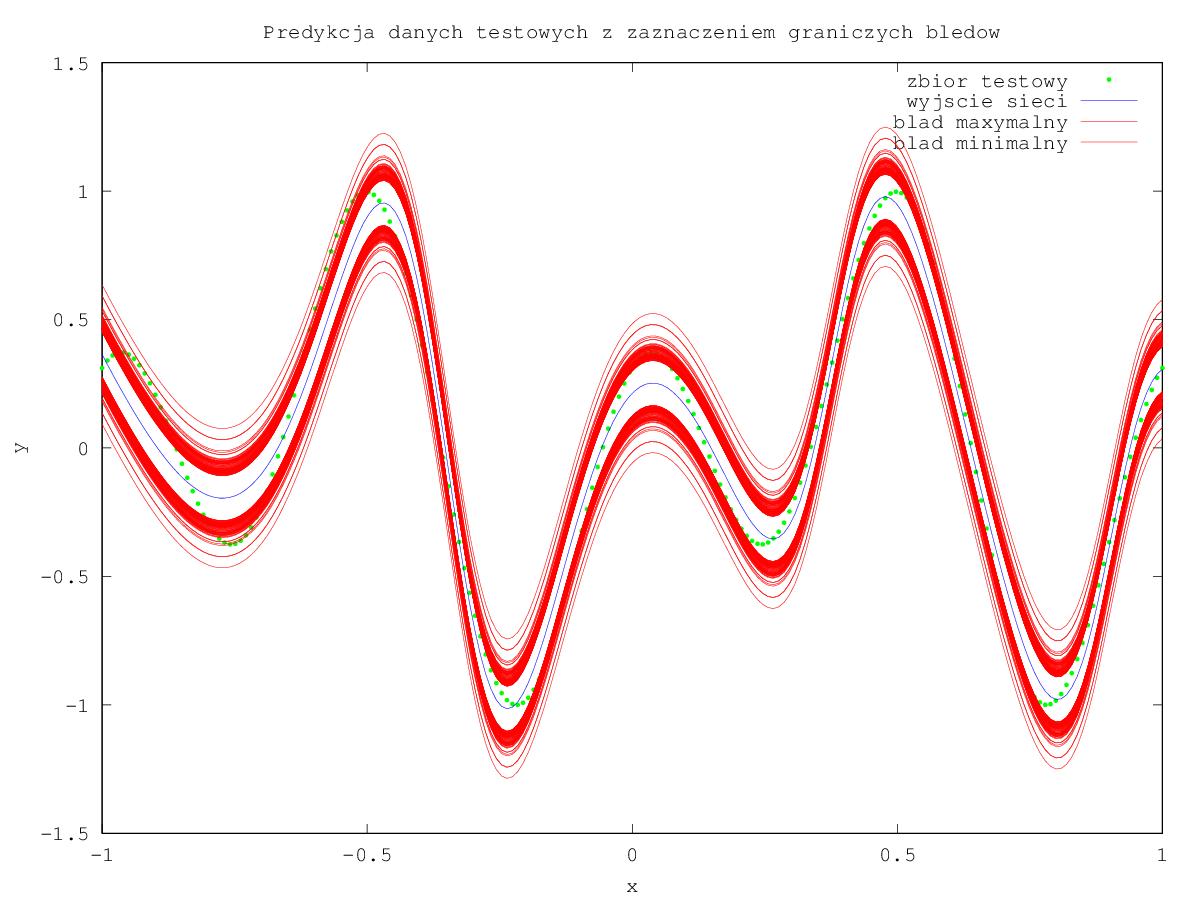 Predykcja danych testowych z zaznaczeniem graniczych bledow
zbior testowy
wyjscie sieci
blad maxymalny
blad minimalny
1.5
1
0.5
0
-0.5
-1
-1.5
y
-1
-0.5
0
0.5
1
x